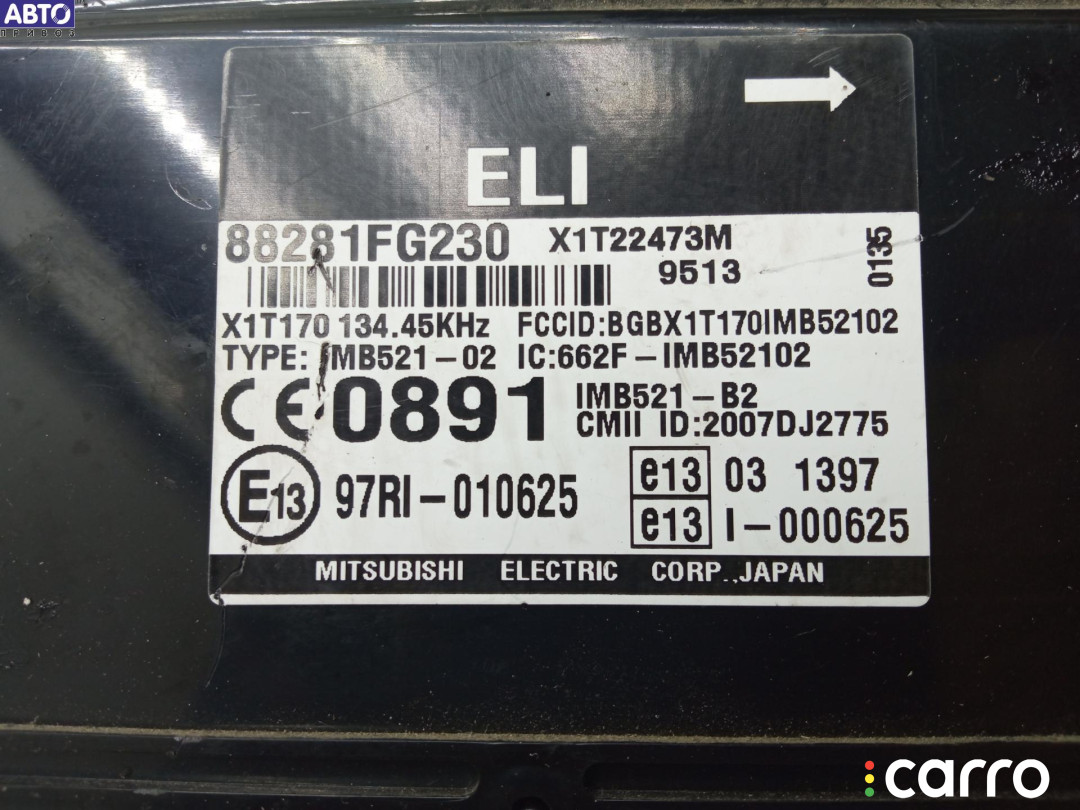 АВТО
ПРИВОЗ
ELI
88281FG230 X1T22473M
9513
0135
X1T170 134.45KHz FCCID:BGBX1T170IMB52102
TYPE: IMB521-02 IC:662F-IMB52102
CE 0891 IMB521-B2
CMII ID:2007DJ2775
E13 97RI-010625 e13 03 1397
e13 I-000625
MITSUBISHI ELECTRIC CORP.,JAPAN
carro